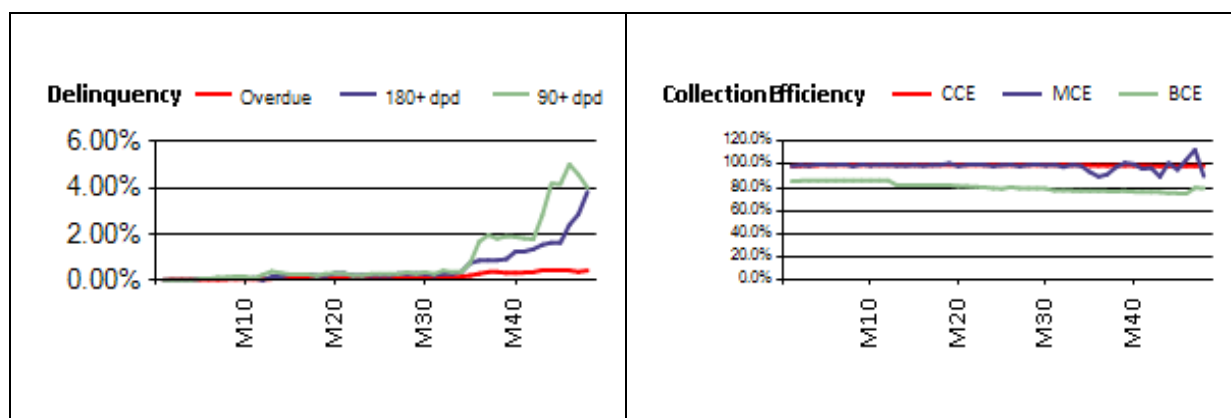 Delinquency Overdue 180+ dpd 90+ dpd
6.00%
4.00%
2.00%
0.00%
M10
M20
M30
M40
Collection Efficiency CCE MCE BCE
120.0%
100.0%
80.0%
60.0%
40.0%
20.0%
0.0%
M10
M20
M30
M40